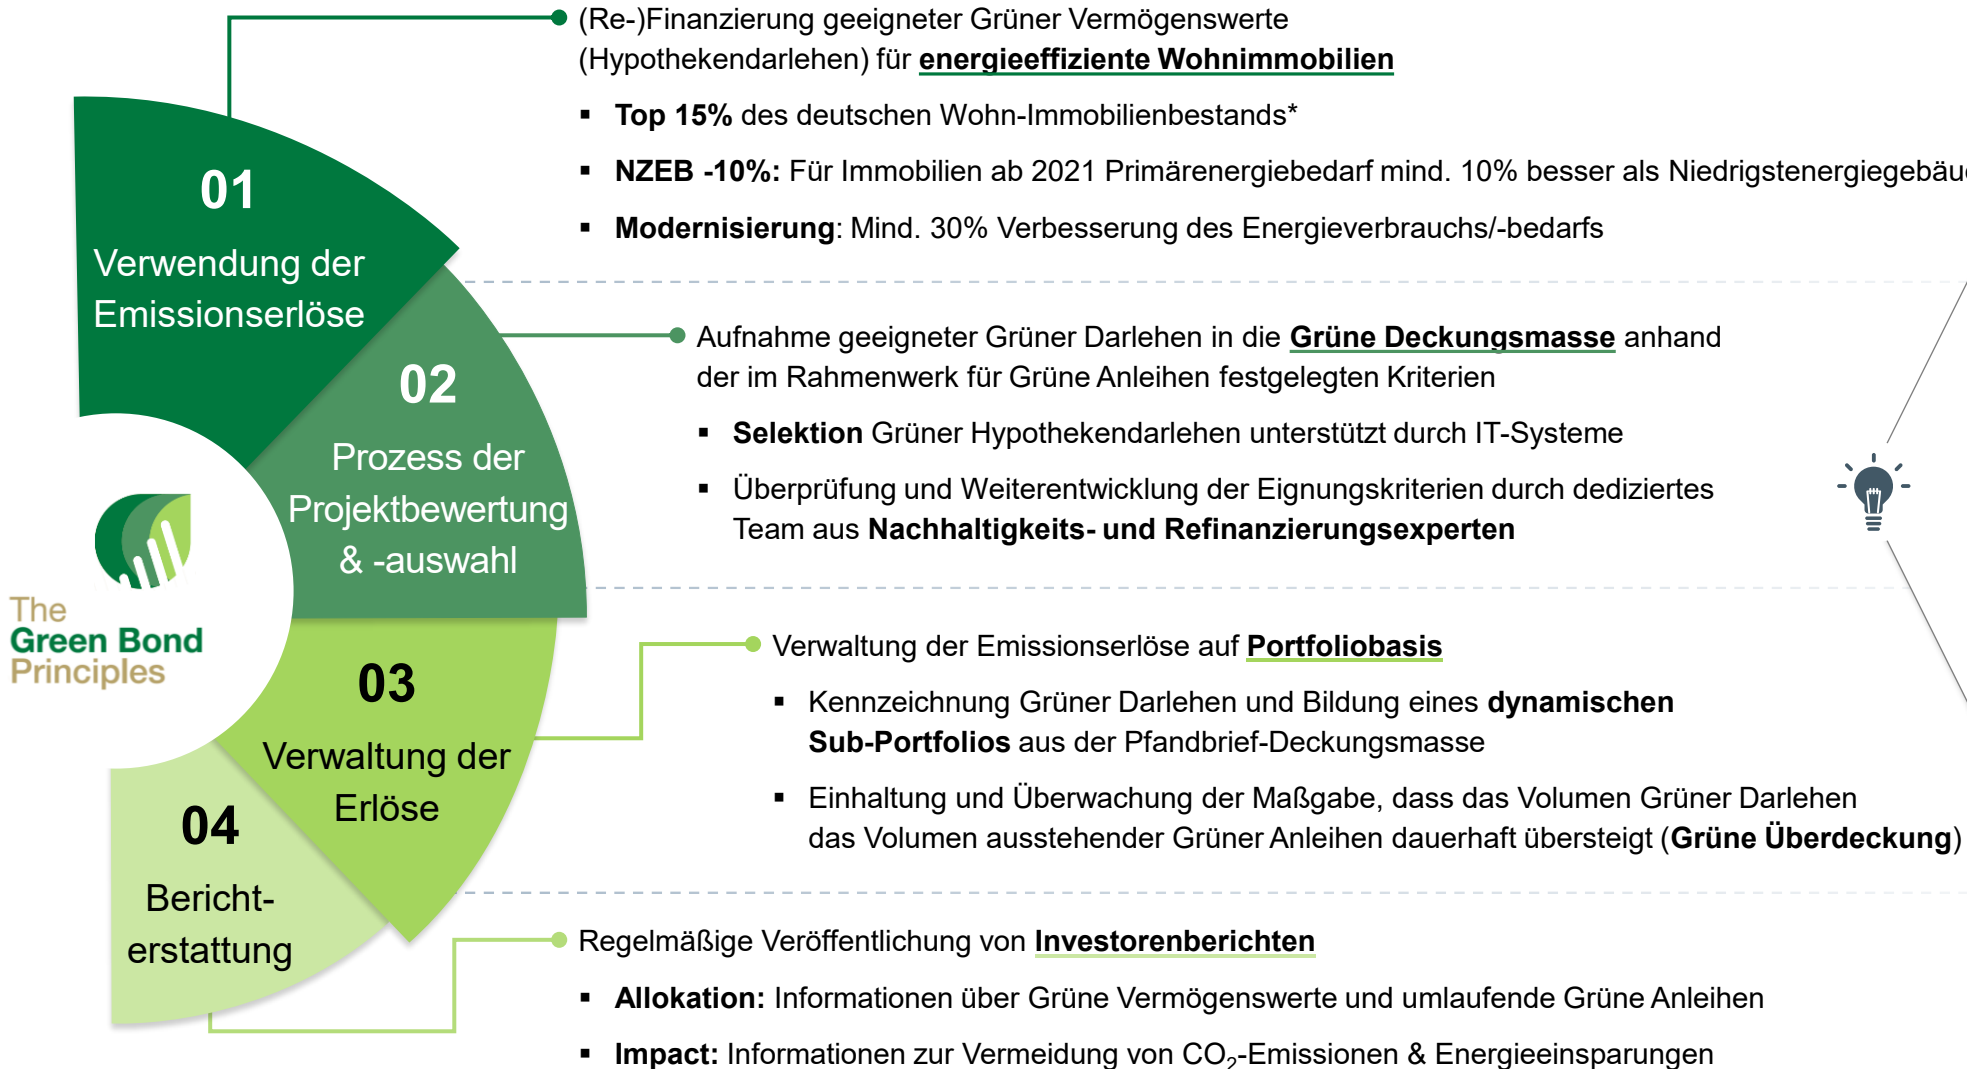 (Re-)Finanzierung geeigneter Grüner Vermögenswerte
(Hypothekendarlehen) für energieeffiziente Wohnimmobilien
▪ Top 15% des deutschen Wohn-Immobilienbestands*
▪ NZEB -10%: Für Immobilien ab 2021 Primärenergiebedarf mind. 10% besser als
▪ Modernisierung: Mind. 30% Verbesserung des Energieverbrauchs/-bedarfs
01
Verwendung der
Emissionserlöse
Aufnahme geeigneter Grüner Darlehen in die Grüne Deckungsmasse anhand
der im Rahmenwerk für Grüne Anleihen festgelegten Kriterien
▪ Selektion Grüner Hypothekendarlehen unterstützt durch IT-Systeme
▪ Überprüfung und Weiterentwicklung der Eignungskriterien durch dediziertes
Team aus Nachhaltigkeits- und Refinanzierungsexperten
02
Prozess der
Projektbewertung
& -auswahl
The
Green Bond
Principles
Verwaltung der Emissionserlöse auf Portfoliobasis
▪ Kennzeichnung Grüner Darlehen und Bildung eines dynamischen
Sub-Portfolios aus der Pfandbrief-Deckungsmasse
▪ Einhaltung und Überwachung der Maßgabe, dass das Volumen Grüner Darlehen
das Volumen ausstehender Grüner Anleihen dauerhaft übersteigt (Grüne Überdeckung)
03
Verwaltung der
Erlöse
04
Bericht-
erstattung
Regelmäßige Veröffentlichung von Investorenberichten
▪ Allokation: Informationen über Grüne Vermögenswerte und umlaufende Grüne Anleihen
▪ Impact: Informationen zur Vermeidung von CO₂-Emissionen & Energieeinsparungen